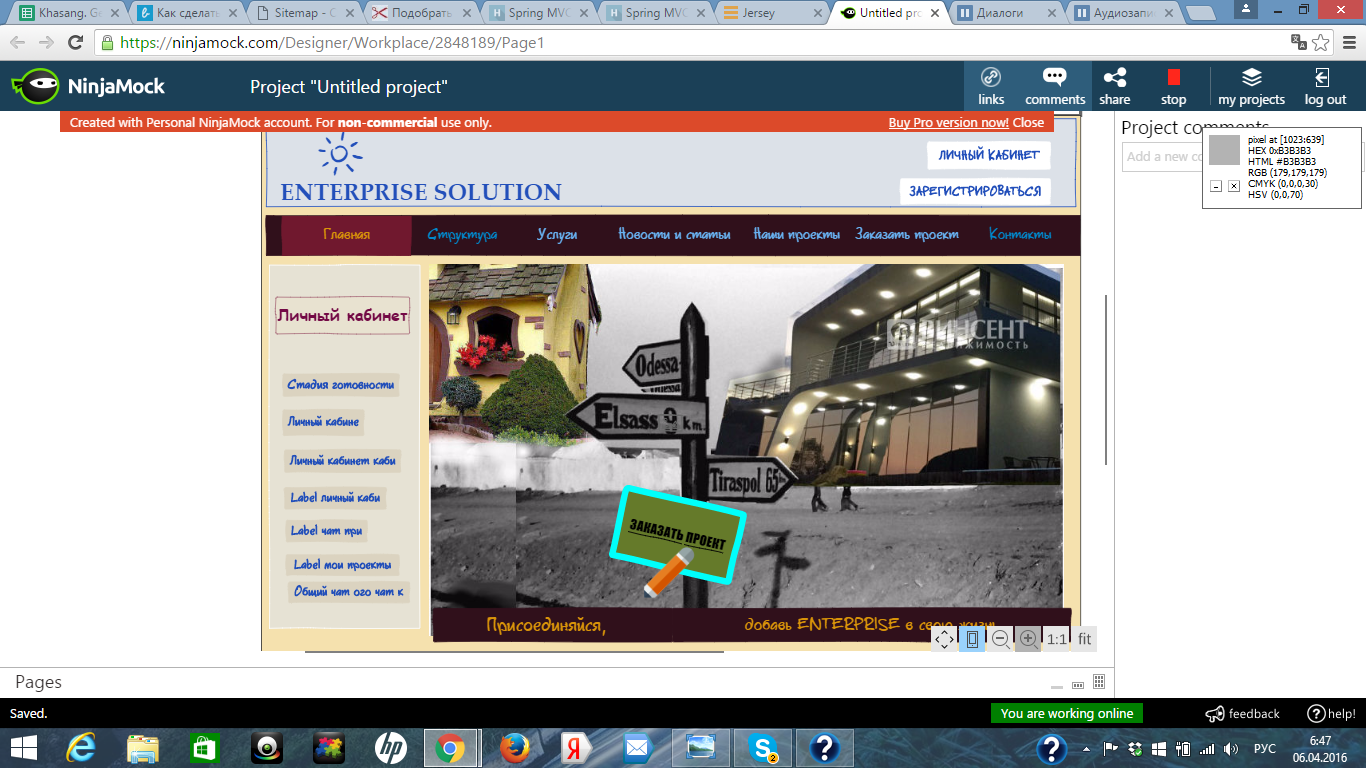 Khasang. Ge
Как сделать
Sitemap - C
Подобрать
Spring MVC
Spring MVC
Jersey
Untitled pro
Диалоги
Аудиозапи
https://ninjamock.com/Designer/Workplace/2848189/Page1
NinjaMock
Project "Untitled project"
links
comments
share
stop
my projects
log out
Created with Personal NinjaMock account. For non-commercial use only.
Buy Pro version now! Close
Project comments
Add a new co
pixel at [1023:639]
HEX 0xB3B3B3
HTML #B3B3B3
RGB (179,179,179)
CMYK (0,0,0,30)
HSV (0,0,70)
ЛИЧНЫЙ КАБИНЕТ
ENTERPRISE SOLUTION
ЗАРЕГИСТРИРОВАТЬСЯ
Главная
Структура
Услуги
Новости и статьи
Наши проекты
Заказать проект
Контакты
Личный кабинет
Стадия готовности
Личный кабине
Личный кабинет каби
Label личный каби
Label чат при
Label мои проекты
Общий чат ого чат к
ВИНСЕНТ
НЕДВИЖИМОСТЬ
Odessa
Elsass 0 km.
Tiraspol 65
ЗАКАЗАТЬ ПРОЕКТ
Присоединяйся,
добавь ENTERPRISE в свою жизнь
1:1
fit
Pages
Saved.
You are working online
feedback
help!
2
РУС
6:47
06.04.2016